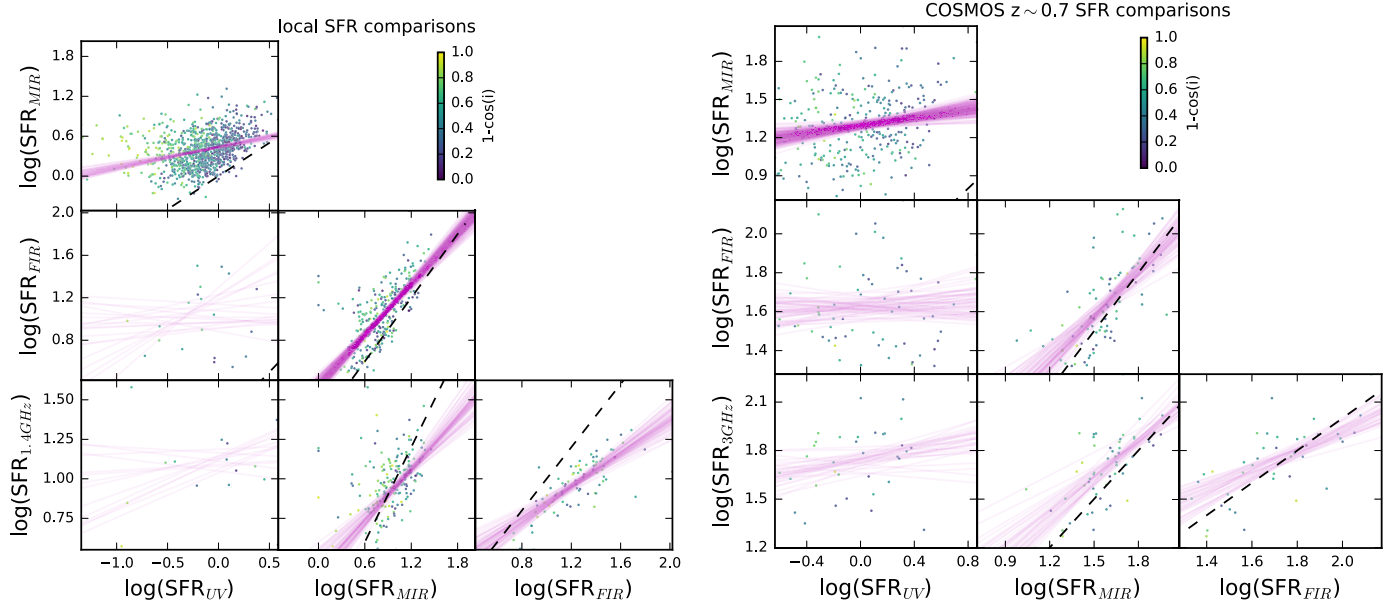 local SFR comparisons
1.8
1.2
0.6
0.0
log(SFR_MIR)
1.0
0.8
0.6
0.4
0.2
0.0
1-cos(i)
2.0
1.6
1.2
0.8
log(SFR_FIR)
1.50
1.25
1.00
0.75
log(SFR_1.4GHz)
−1.0 −0.5 0.0 0.5
0.0 0.6 1.2 1.8
0.8 1.2 1.6 2.0
log(SFR_UV) log(SFR_MIR) log(SFR_FIR)
COSMOS z∼0.7 SFR comparisons
1.8
1.5
1.2
0.9
log(SFR_MIR)
1.0
0.8
0.6
0.4
0.2
0.0
1-cos(i)
2.2
2.0
1.8
1.6
1.4
log(SFR_FIR)
2.1
1.8
1.5
1.2
log(SFR_3GHz)
−0.4 0.0 0.4 0.8
0.9 1.2 1.5 1.8
1.4 1.6 1.8 2.0
log(SFR_UV) log(SFR_MIR) log(SFR_FIR)